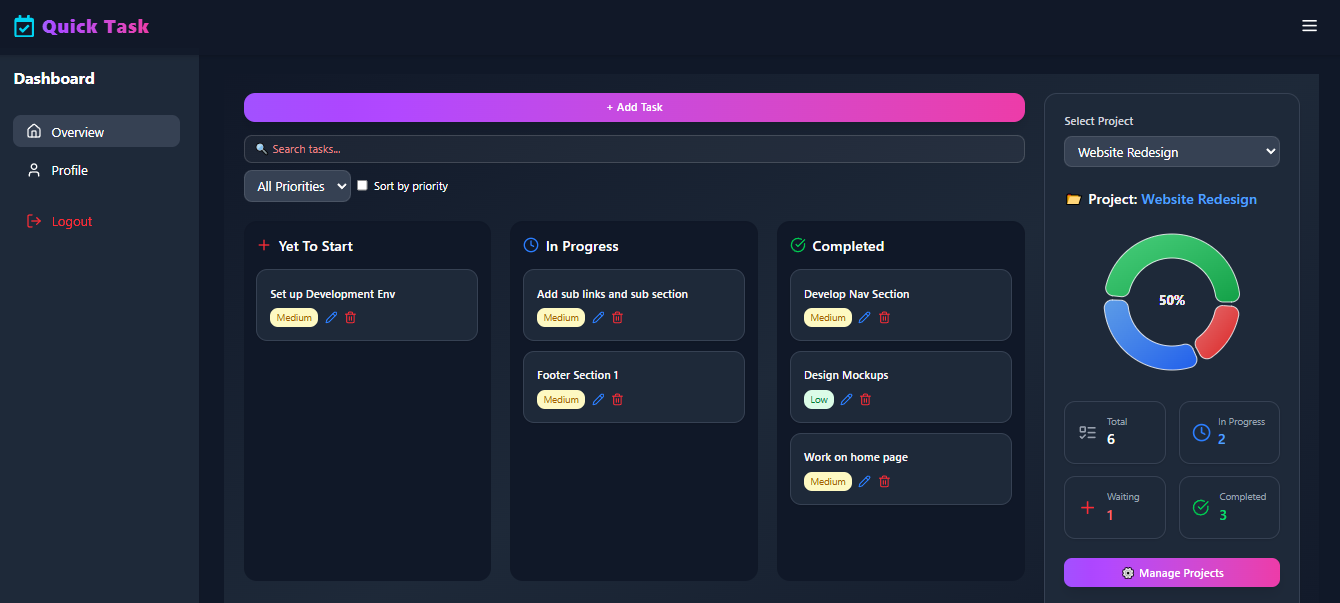 Quick Task
Dashboard
Overview
Profile
Logout
+ Add Task
Search tasks...
All Priorities
Sort by priority
Yet To Start
Set up Development Env
Medium
In Progress
Add sub links and sub section
Medium
Footer Section 1
Medium
Completed
Develop Nav Section
Medium
Design Mockups
Low
Work on home page
Medium
Select Project
Website Redesign
Project: Website Redesign
50%
Total
6
In Progress
2
Waiting
1
Completed
3
Manage Projects